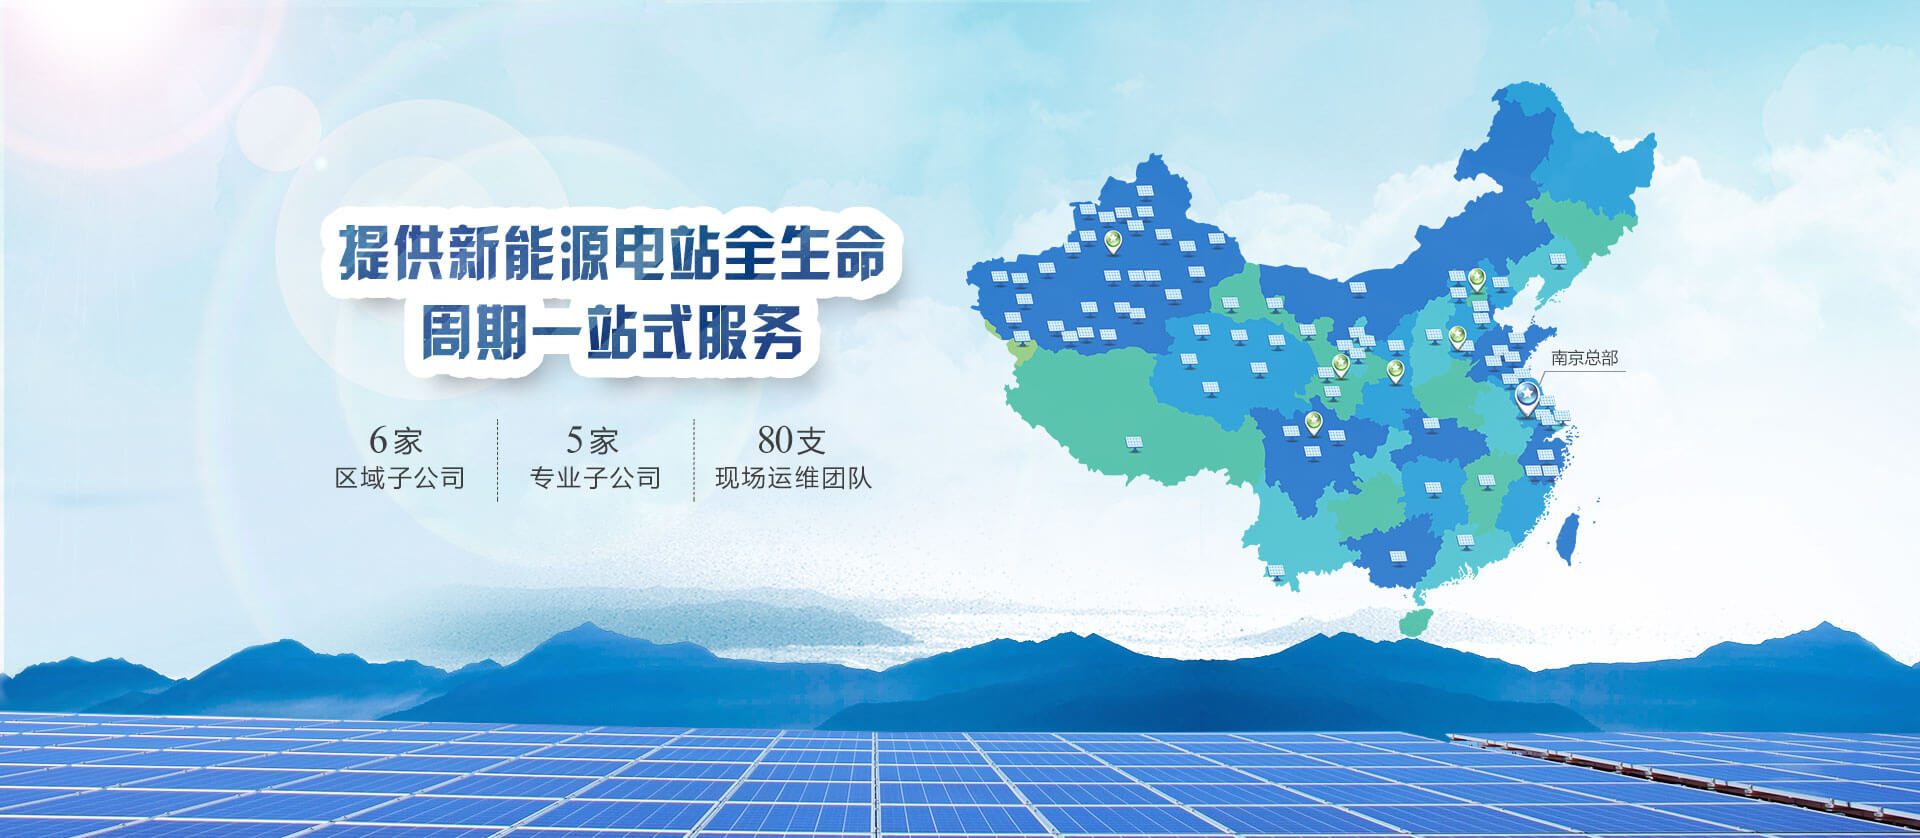 提供新能源电站全生命
周期一站式服务
6家
区域子公司
5家
专业子公司
80支
现场运维团队
南京总部